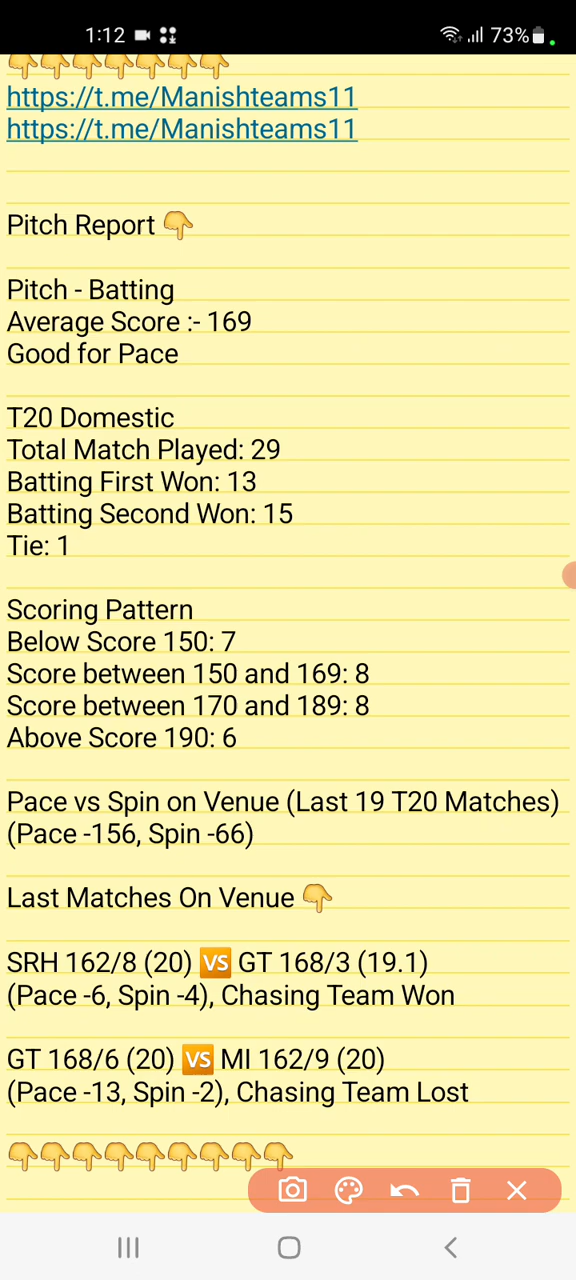 1:12
73%
👇👇👇👇👇👇👇
https://t.me/Manishteams11
https://t.me/Manishteams11
Pitch Report 👇
Pitch - Batting
Average Score :- 169
Good for Pace
T20 Domestic
Total Match Played: 29
Batting First Won: 13
Batting Second Won: 15
Tie: 1
Scoring Pattern
Below Score 150: 7
Score between 150 and 169: 8
Score between 170 and 189: 8
Above Score 190: 6
Pace vs Spin on Venue (Last 19 T20 Matches)
(Pace -156, Spin -66)
Last Matches On Venue 👇
SRH 162/8 (20) 🆚 GT 168/3 (19.1)
(Pace -6, Spin -4), Chasing Team Won
GT 168/6 (20) 🆚 MI 162/9 (20)
(Pace -13, Spin -2), Chasing Team Lost
👇👇👇👇👇👇👇👇👇